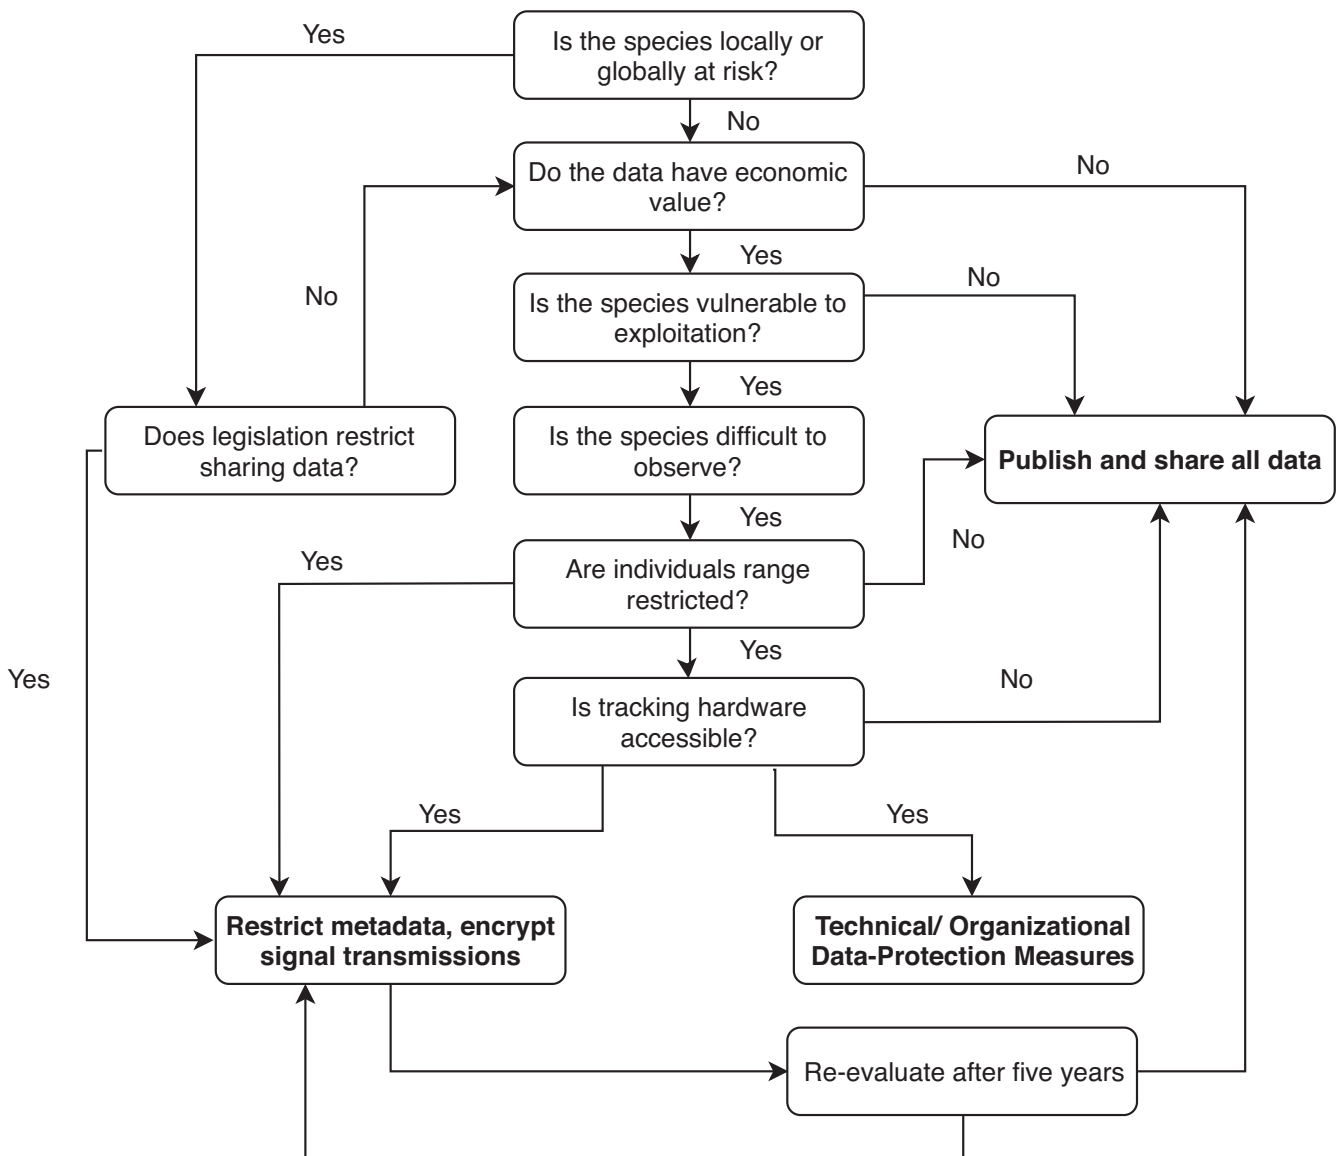 Yes
Is the species locally or
globally at risk?
No
Do the data have economic
value?
No
Yes
No
Is the species vulnerable to
exploitation?
No
Yes
Does legislation restrict
sharing data?
Is the species difficult to
observe?
Publish and share all data
Yes
No
Yes
Are individuals range
restricted?
Yes
Yes
No
Is tracking hardware
accessible?
Yes
Yes
Restrict metadata, encrypt
signal transmissions
Technical/ Organizational
Data-Protection Measures
Re-evaluate after five years